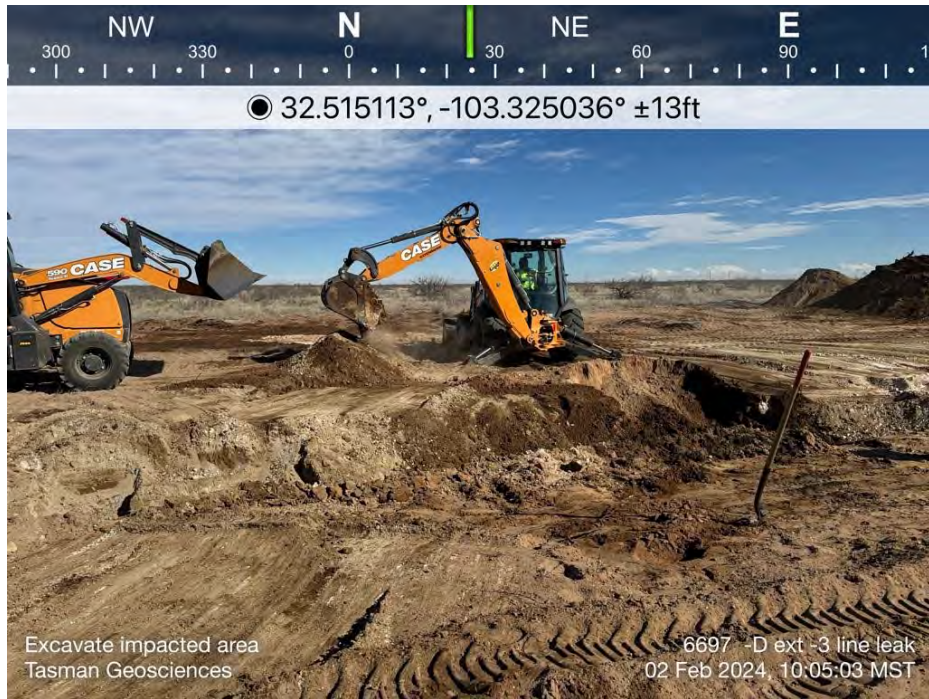 NW N NE E
300 330 0 30 60 90
32.515113°, -103.325036° ±13ft
CASE
590 CASE
Excavate impacted area
Tasman Geosciences
6697 -D ext -3 line leak
02 Feb 2024, 10:05:03 MST